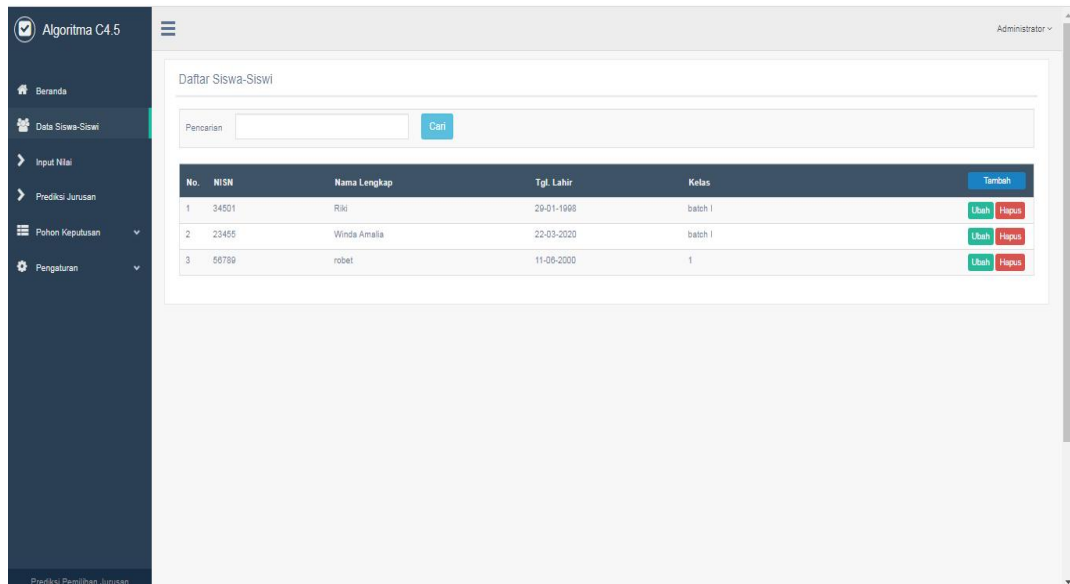 Algoritma C4.5
Administrator
Beranda
Data Siswa-Siswi
Input Nilai
Prediksi Jurusan
Pohon Keputusan
Pengaturan
Prediksi Pemilihan Jurusan
Daftar Siswa-Siswi
Pencarian Cari
No. NISN Nama Lengkap Tgl. Lahir Kelas Tambah
1 34501 Riki 29-01-1998 batch I Ubah Hapus
2 23455 Winda Amalia 22-03-2020 batch I Ubah Hapus
3 56789 robet 11-06-2000 1 Ubah Hapus